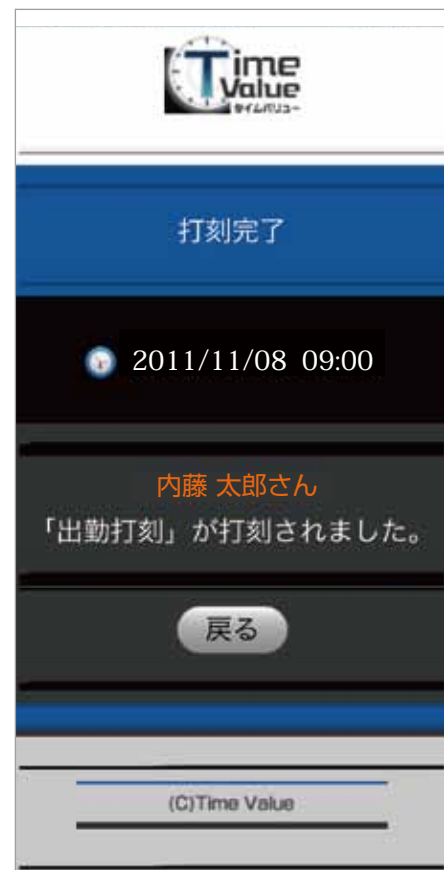 Time
Value
タイムバリュー
打刻完了
2011/11/08 09:00
内藤 太郎さん
「出勤打刻」が打刻されました。
戻る
(C)Time Value